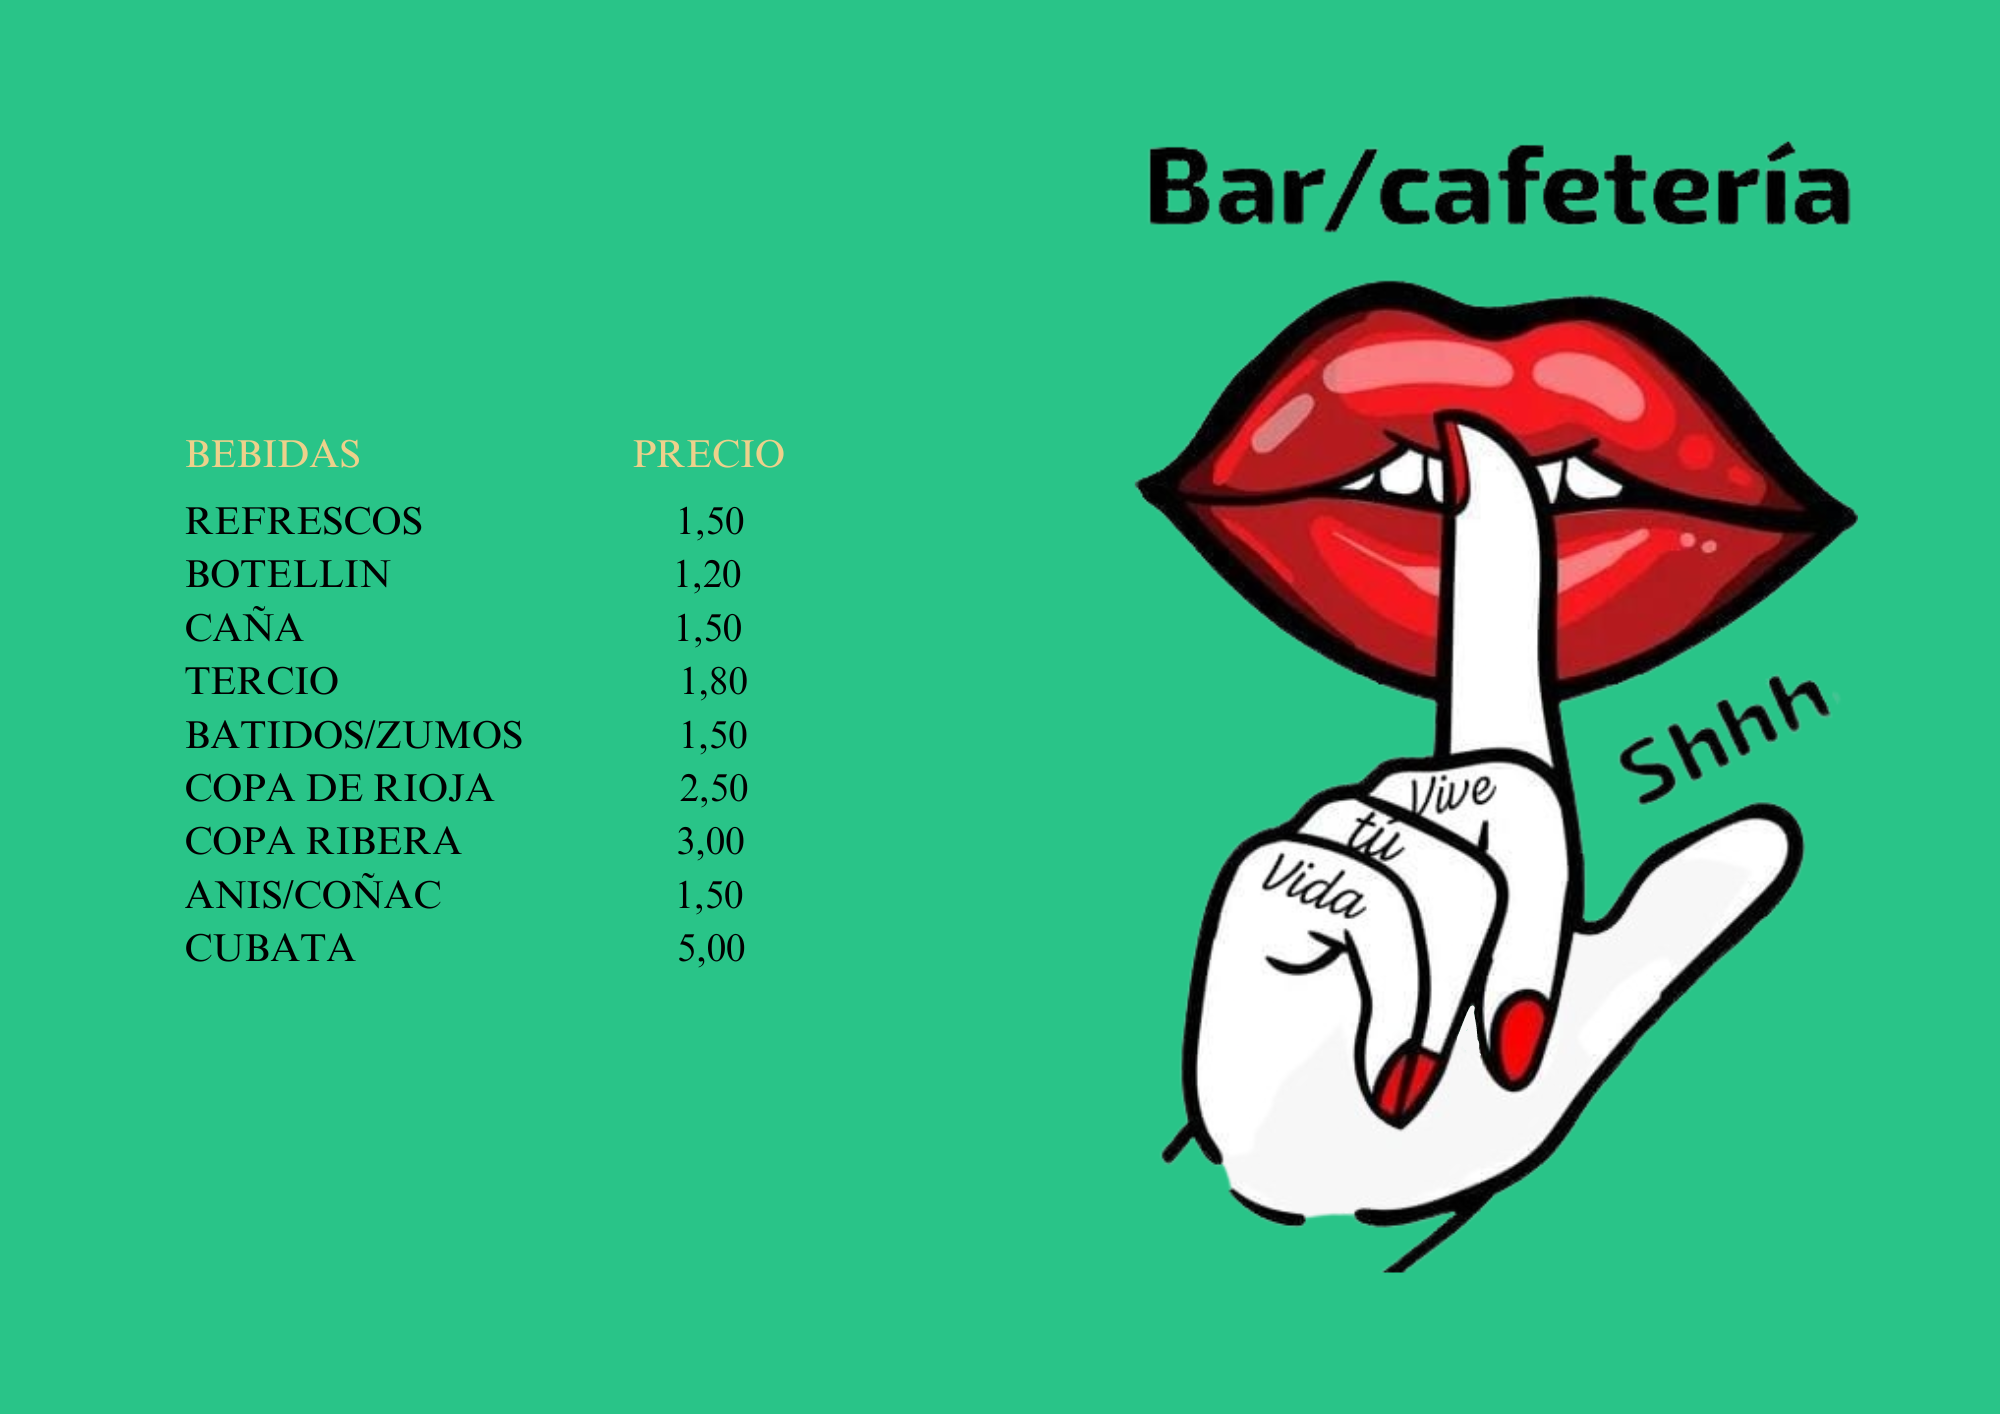 BEBIDAS PRECIO
REFRESCOS 1,50
BOTELLIN 1,20
CAÑA 1,50
TERCIO 1,80
BATIDOS/ZUMOS 1,50
COPA DE RIOJA 2,50
COPA RIBERA 3,00
ANIS/COÑAC 1,50
CUBATA 5,00
Bar/cafetería
Shhh
Vive
tú
Vida